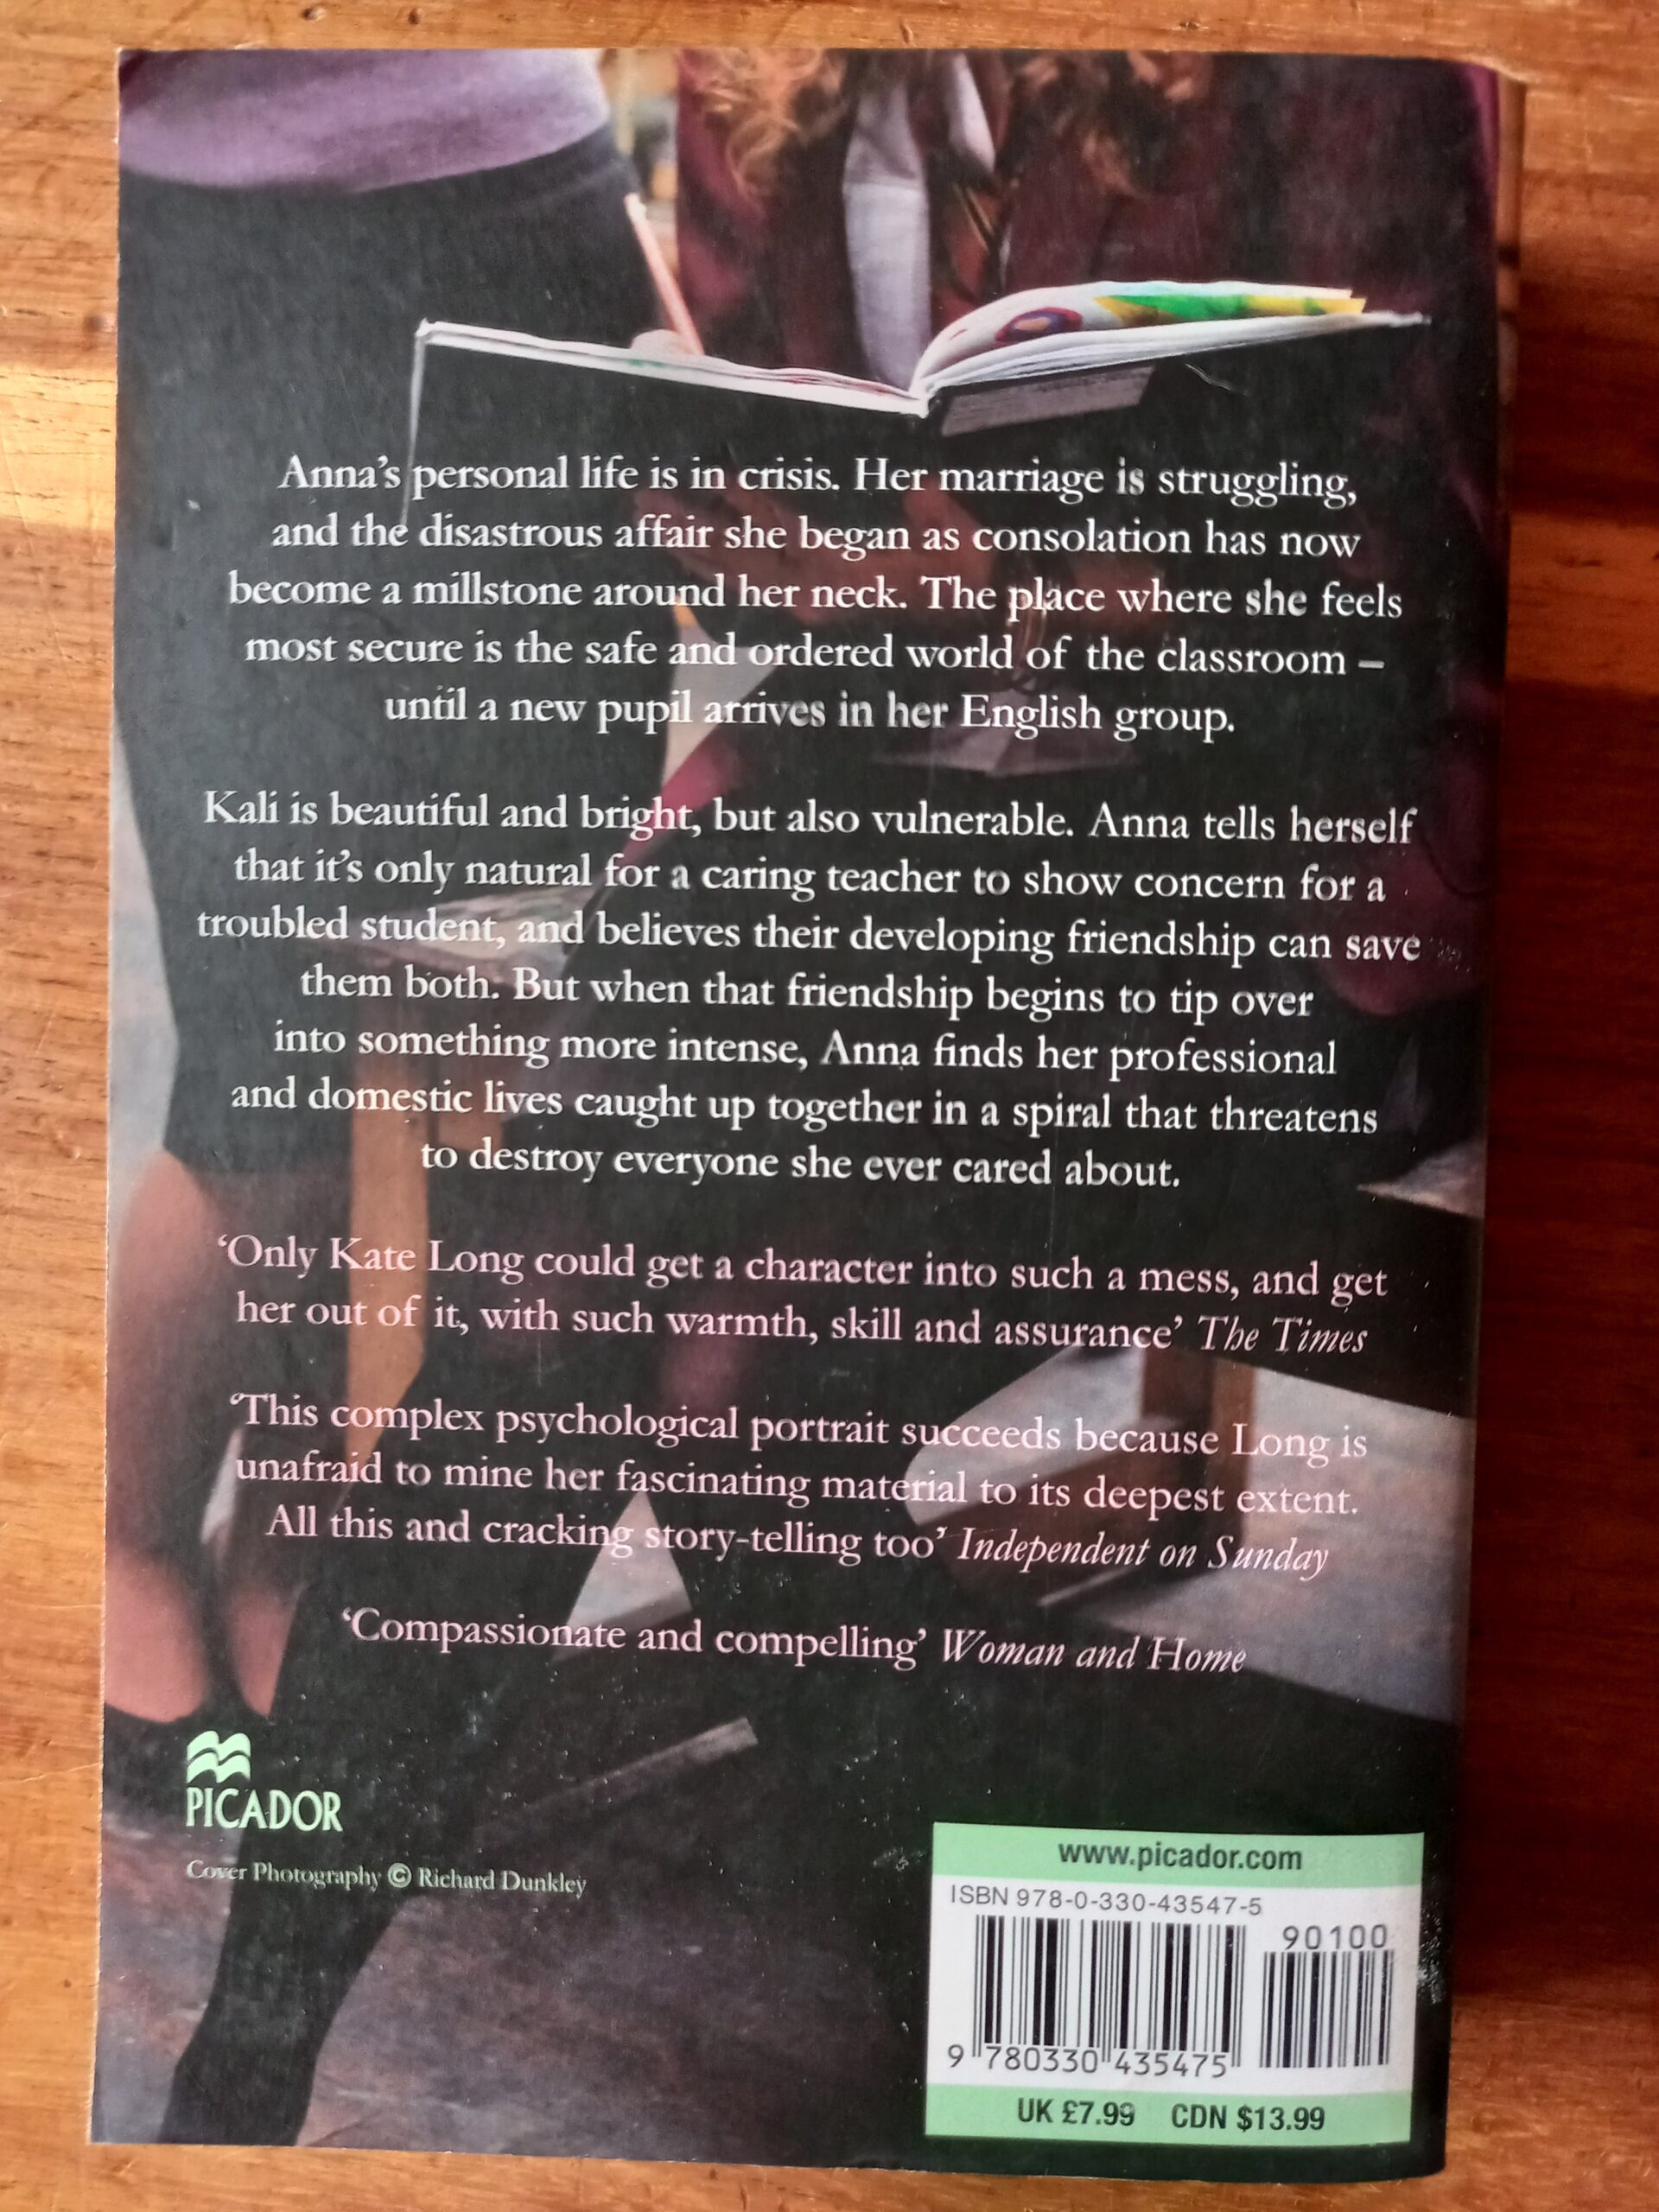 Anna’s personal life is in crisis. Her marriage is struggling,
and the disastrous affair she began as consolation has now
become a millstone around her neck. The place where she feels
most secure is the safe and ordered world of the classroom –
until a new pupil arrives in her English group.
Kali is beautiful and bright, but also vulnerable. Anna tells herself
that it’s only natural for a caring teacher to show concern for a
troubled student, and believes their developing friendship can save
them both. But when that friendship begins to tip over
into something more intense, Anna finds her professional
and domestic lives caught up together in a spiral that threatens
to destroy everyone she ever cared about.
‘Only Kate Long could get a character into such a mess, and get
her out of it, with such warmth, skill and assurance’ The Times
‘This complex psychological portrait succeeds because Long is
unafraid to mine her fascinating material to its deepest extent.
All this and cracking story-telling too’ Independent on Sunday
‘Compassionate and compelling’ Woman and Home
PICADOR
Cover Photography © Richard Dunkley
www.picador.com
ISBN 978-0-330-43547-5
90100
9 780330 435475
UK £7.99 CDN $13.99